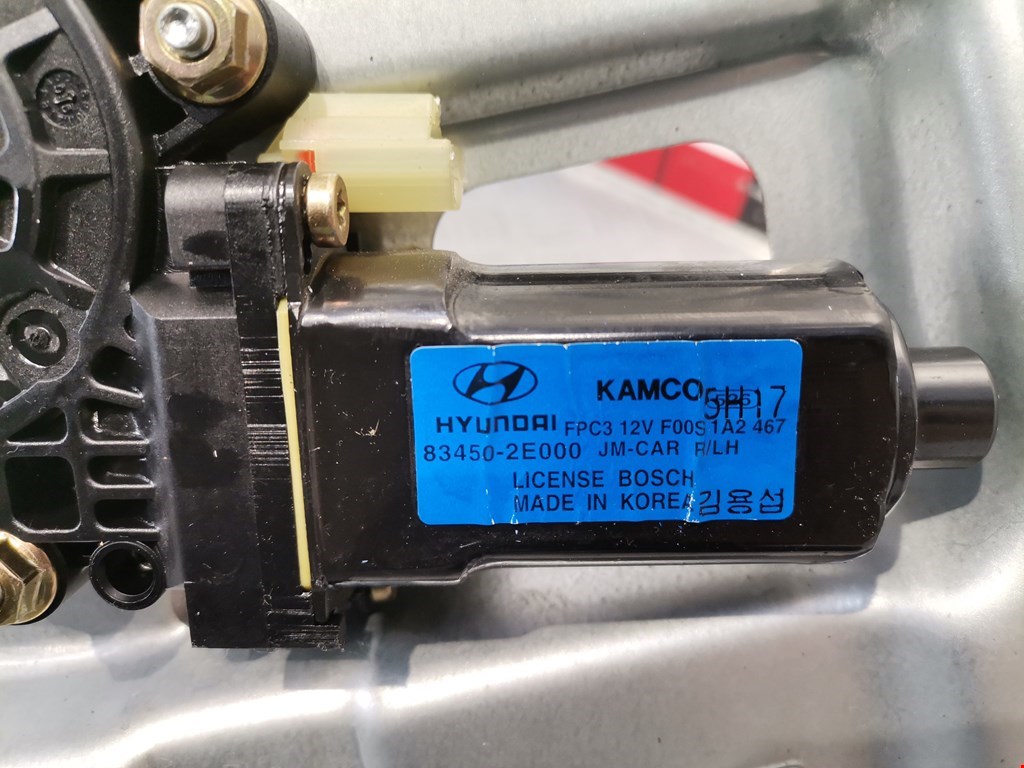 HYUNDAI
KAMCO
5H17
FPC3 12V F00S1A2 467
83450-2E000 JM-CAR R/LH
LICENSE BOSCH
MADE IN KOREA 김용섭